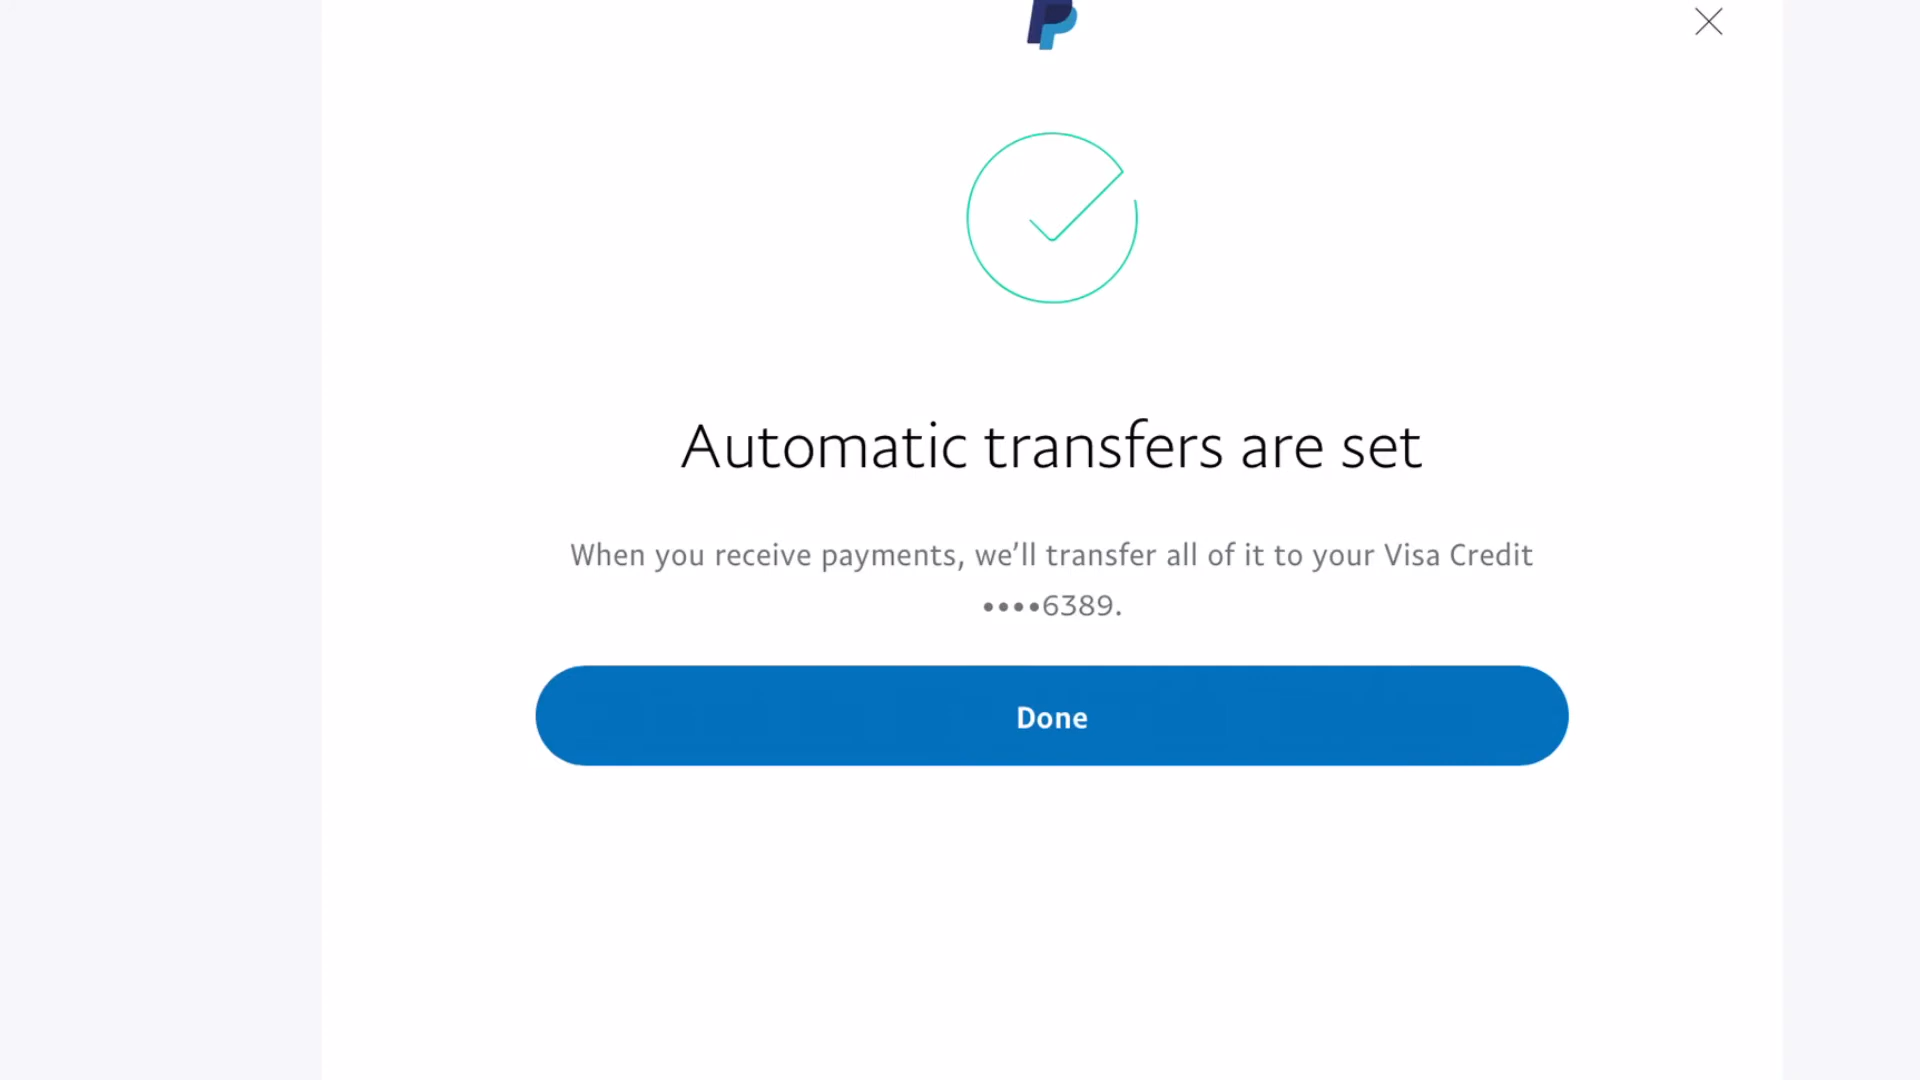 Automatic transfers are set
When you receive payments, we’ll transfer all of it to your Visa Credit
••••6389.
Done